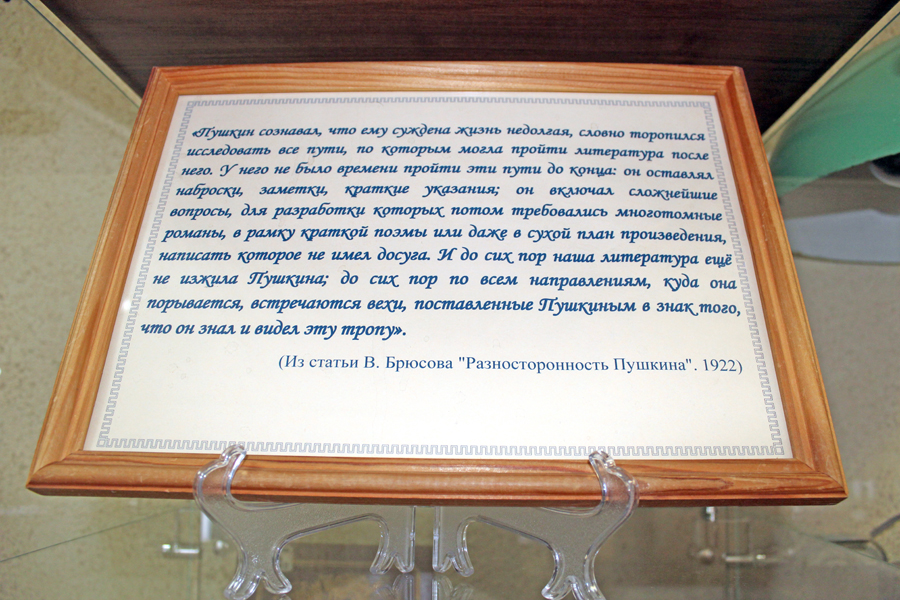 «Пушкин сознавал, что ему суждена жизнь недолгая, словно торопился
исследовать все пути, по которым могла пройти литература после
него. У него не было времени пройти эти пути до конца: он оставлял
наброски, заметки, краткие указания; он включал сложнейшие
вопросы, для разработки которых потом требовались многотомные
романы, в рамку краткой поэмы или даже в сухой план произведения,
написать которое не имел досуга. И до сих пор наша литература ещё
не изжила Пушкина; до сих пор по всем направлениям, куда она
порывается, встречаются вехи, поставленные Пушкиным в знак того,
что он знал и видел эту тропу».
(Из статьи В. Брюсова "Разносторонность Пушкина". 1922)